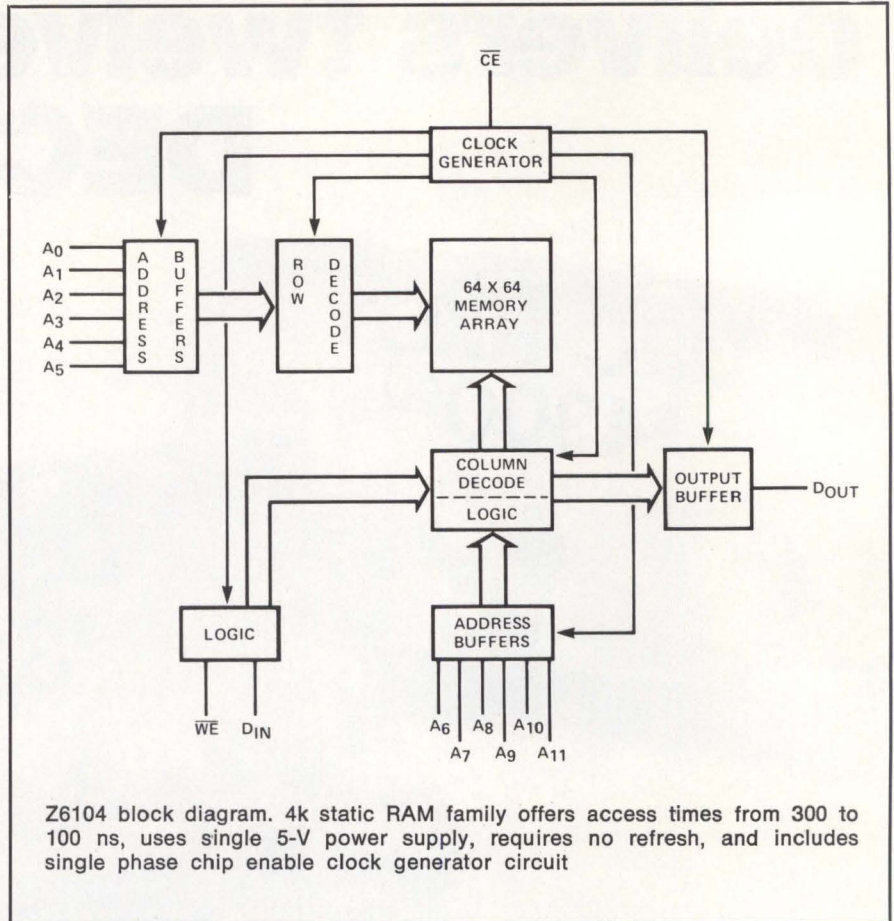 C̅E̅
CLOCK
GENERATOR
A0
A1
A2
A3
A4
A5
ADDRESS
BUFFERS
ROW
DECODE
64 X 64
MEMORY
ARRAY
COLUMN
DECODE
LOGIC
OUTPUT
BUFFER
DOUT
LOGIC
ADDRESS
BUFFERS
W̅E̅ DIN
A6 A8 A10
A7 A9 A11
Z6104 block diagram. 4k static RAM family offers access times from 300 to
100 ns, uses single 5-V power supply, requires no refresh, and includes
single phase chip enable clock generator circuit